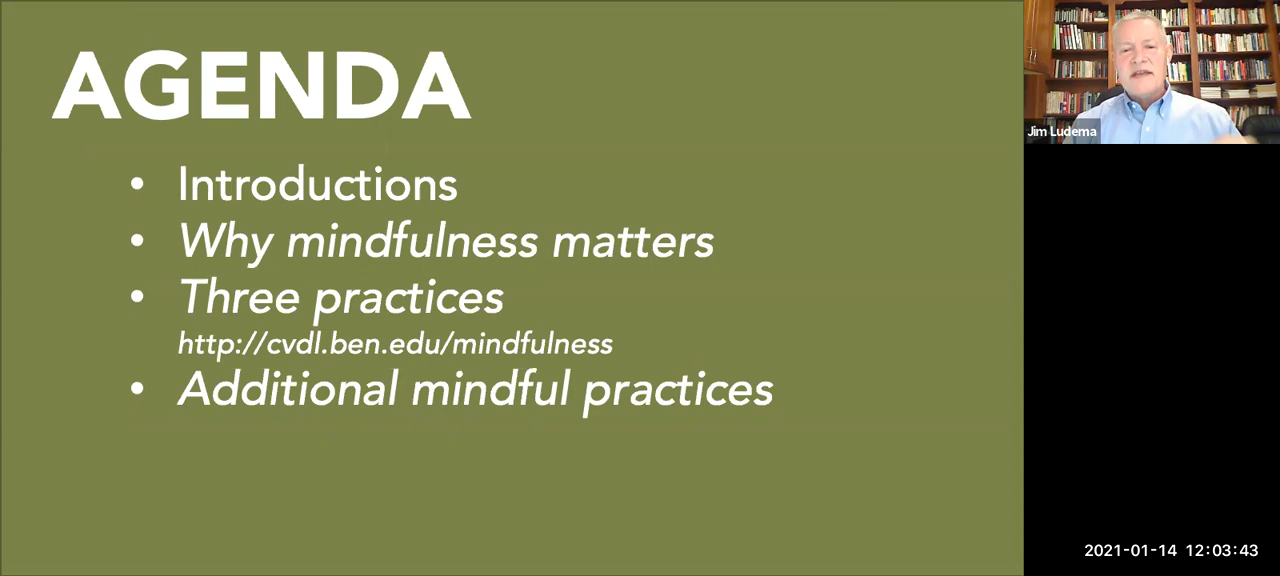 AGENDA
• Introductions
• Why mindfulness matters
• Three practices
http://cvdl.ben.edu/mindfulness
• Additional mindful practices
Jim Ludema
2021-01-14 12:03:43